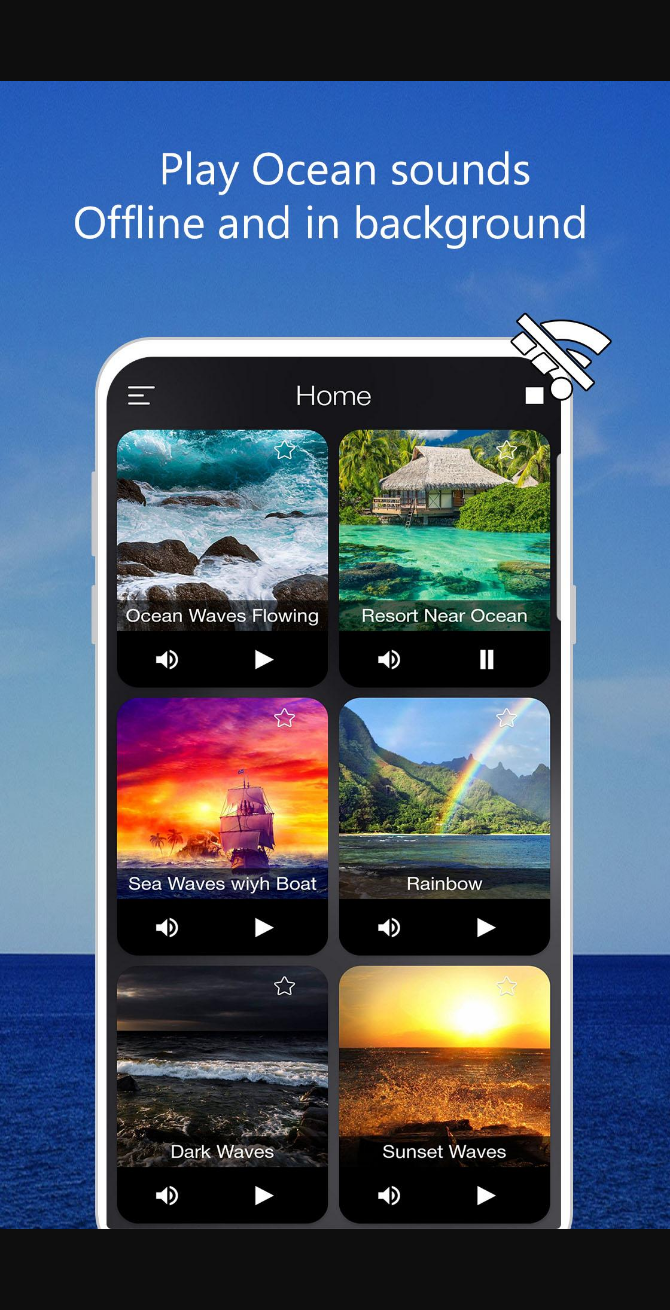 Play Ocean sounds
Offline and in background
Home
Ocean Waves Flowing
Resort Near Ocean
Sea Waves wiyh Boat
Rainbow
Dark Waves
Sunset Waves